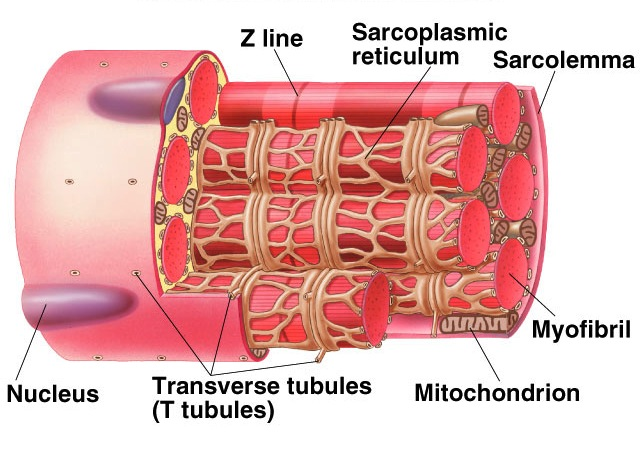 Z line
Sarcoplasmic
reticulum
Sarcolemma
Myofibril
Nucleus
Transverse tubules
(T tubules)
Mitochondrion